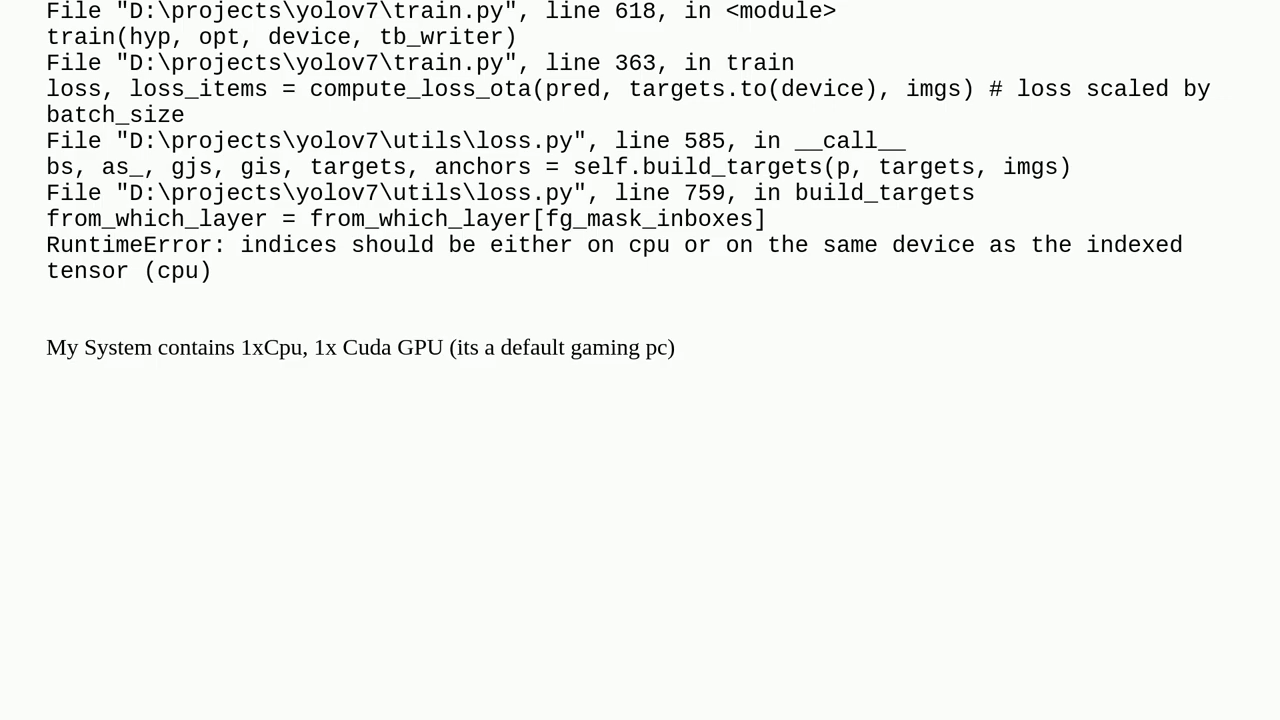 File "D:\projects\yolov7\train.py", line 618, in <module>
train(hyp, opt, device, tb_writer)
File "D:\projects\yolov7\train.py", line 363, in train
loss, loss_items = compute_loss_ota(pred, targets.to(device), imgs) # loss scaled by
batch_size
File "D:\projects\yolov7\utils\loss.py", line 585, in __call__
bs, as_, gjs, gis, targets, anchors = self.build_targets(p, targets, imgs)
File "D:\projects\yolov7\utils\loss.py", line 759, in build_targets
from_which_layer = from_which_layer[fg_mask_inboxes]
RuntimeError: indices should be either on cpu or on the same device as the indexed
tensor (cpu)
My System contains 1xCpu, 1x Cuda GPU (its a default gaming pc)